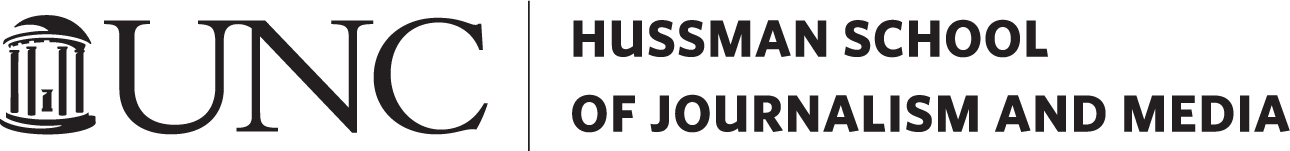 UNC
HUSSMAN SCHOOL
OF JOURNALISM AND MEDIA